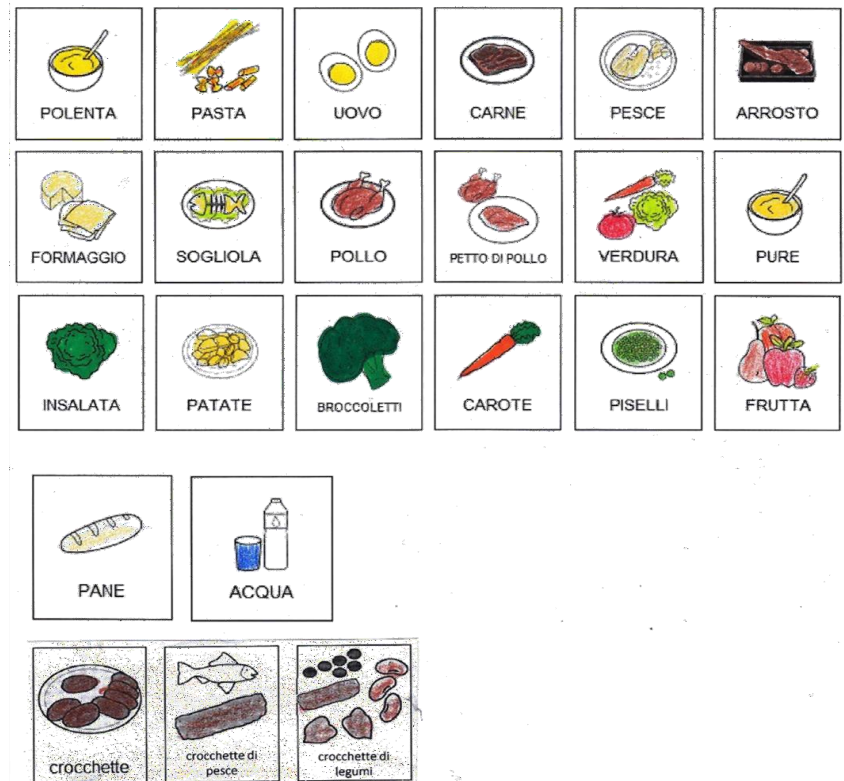 POLENTA
PASTA
UOVO
CARNE
PESCE
ARROSTO
FORMAGGIO
SOGLIOLA
POLLO
PETTO DI POLLO
VERDURA
PURE
INSALATA
PATATE
BROCCOLETTI
CAROTE
PISELLI
FRUTTA
PANE
ACQUA
crocchette
crocchette di
pesce
crocchette di
legumi